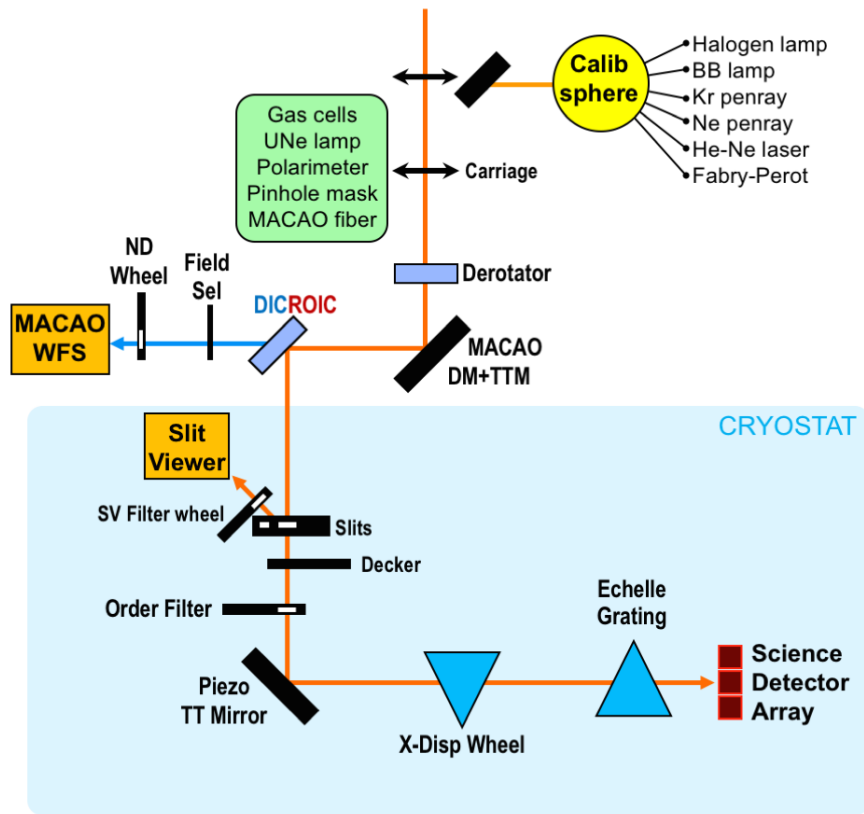 Halogen lamp
BB lamp
Kr penray
Ne penray
He-Ne laser
Fabry-Perot
Calib
sphere
Gas cells
UNe lamp
Polarimeter
Pinhole mask
MACAO fiber
Carriage
Derotator
ND
Wheel
Field
Sel
DICROIC
MACAO
WFS
MACAO
DM+TTM
CRYOSTAT
Slit
Viewer
SV Filter wheel
Slits
Decker
Order Filter
Echelle
Grating
Piezo
TT Mirror
X-Disp Wheel
Science
Detector
Array